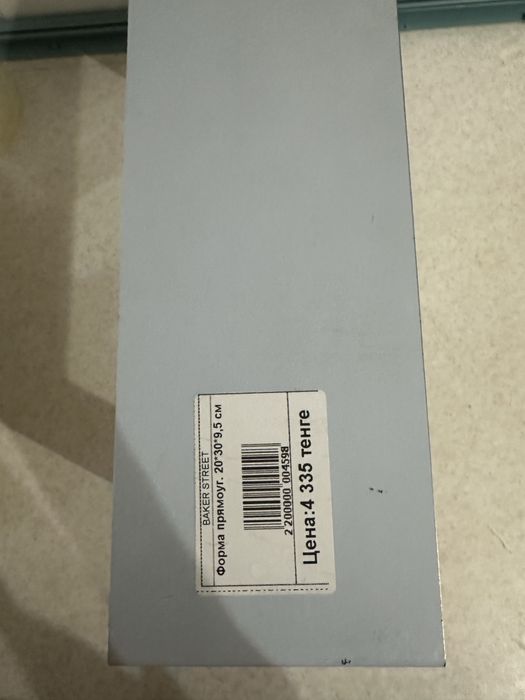 BAKER STREET
Форма прямоуг. 20*30*9,5 см
2 200000 004598
Цена:4 335 тенге